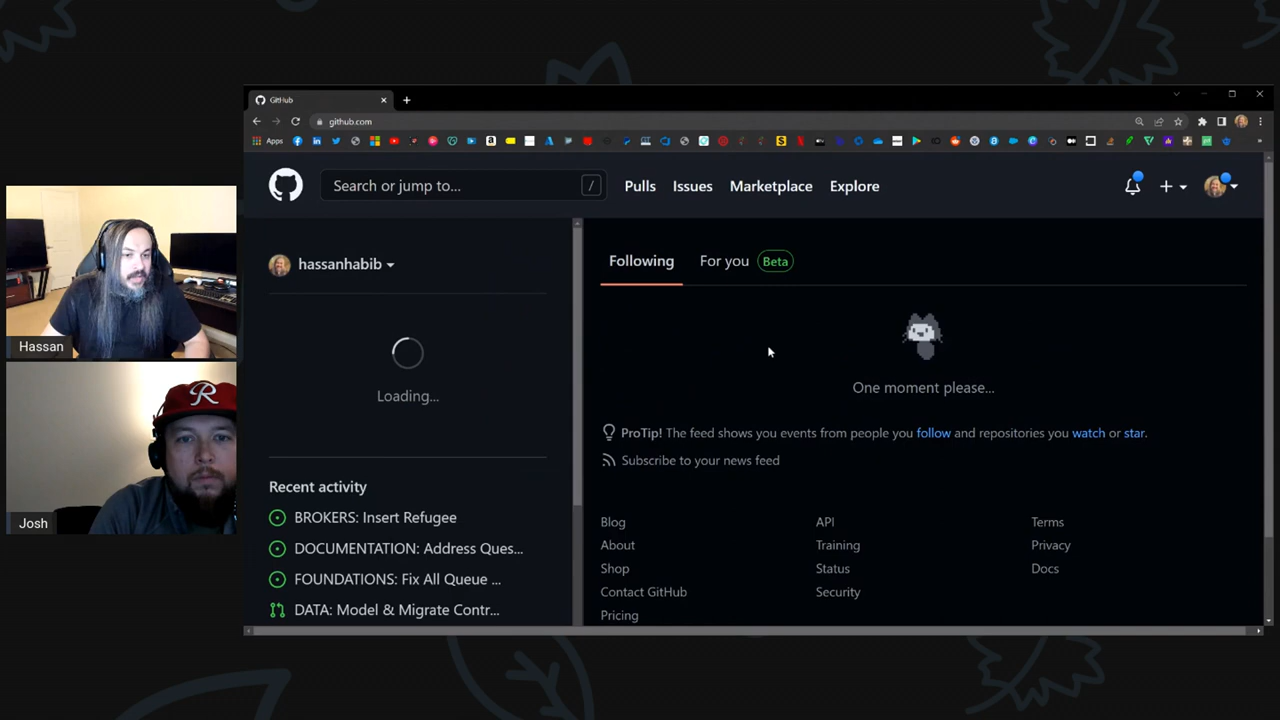 GitHub
github.com
Apps
Search or jump to...
/
Pulls
Issues
Marketplace
Explore
hassanhabib
Loading...
Recent activity
BROKERS: Insert Refugee
DOCUMENTATION: Address Ques...
FOUNDATIONS: Fix All Queue ...
DATA: Model & Migrate Contr...
Following
For you
Beta
One moment please...
ProTip! The feed shows you events from people you follow and repositories you watch or star.
Subscribe to your news feed
Blog
API
Terms
About
Training
Privacy
Shop
Status
Docs
Contact GitHub
Security
Pricing
Hassan
R
Josh